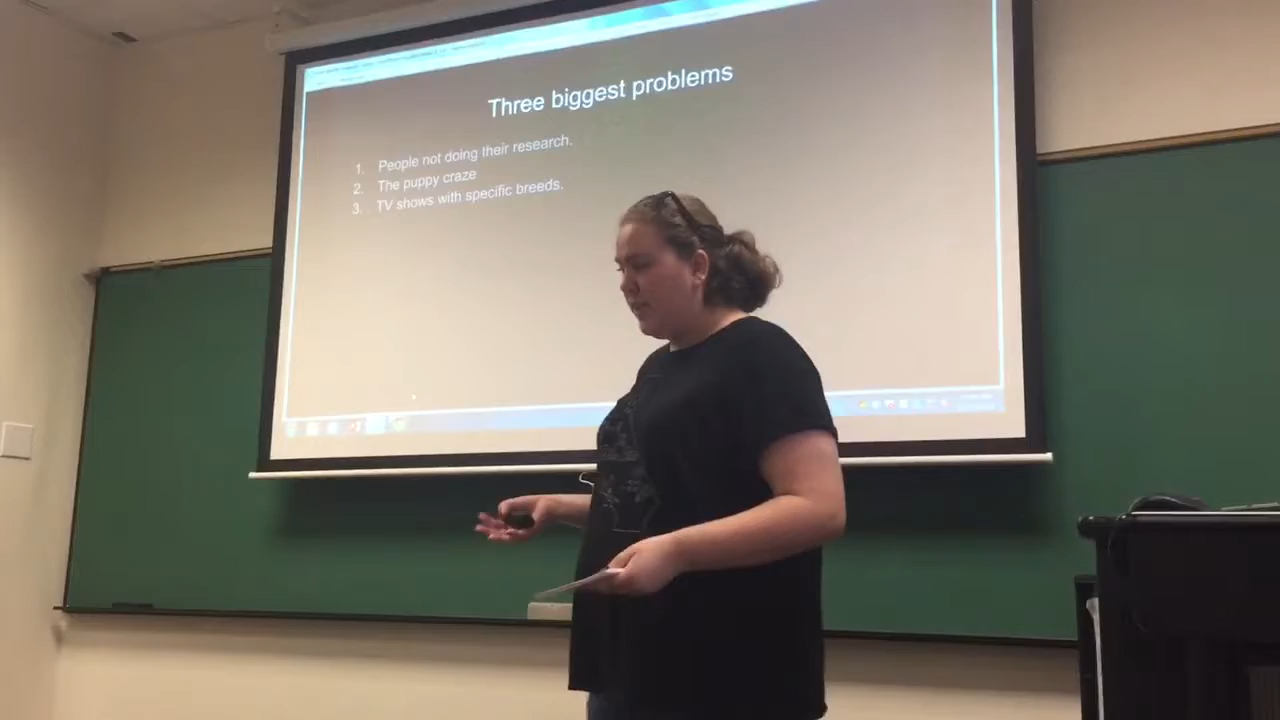 Three biggest problems
1. People not doing their research.
2. The puppy craze
3. TV shows with specific breeds.